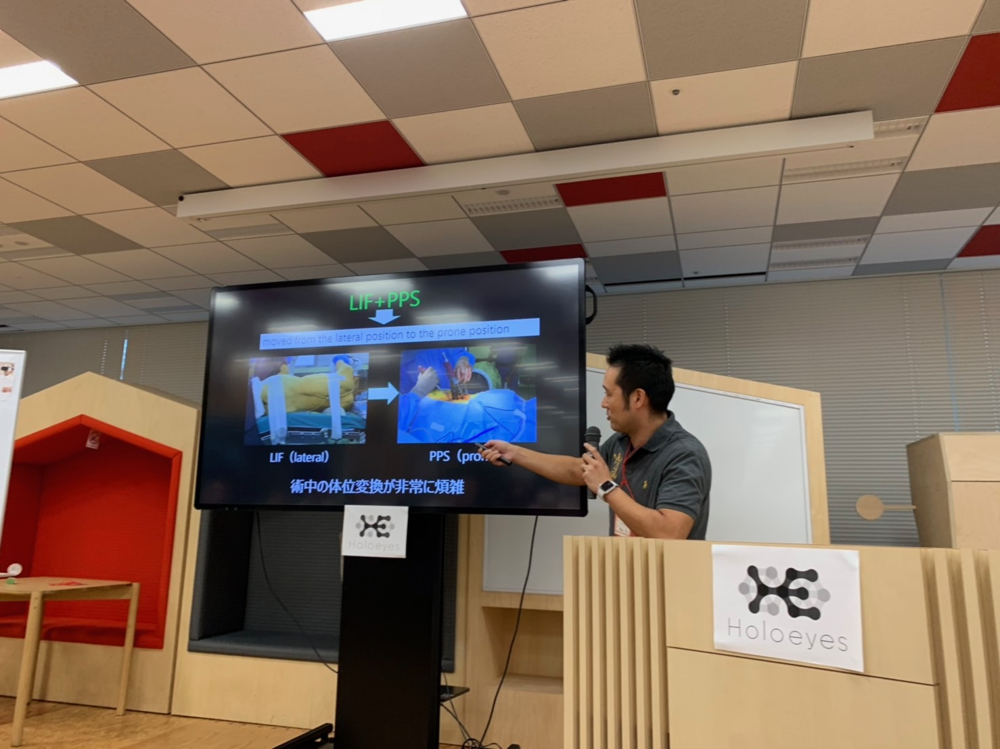 LIF+PPS
moved from the lateral position to the prone position
LIF（lateral）
PPS（pron
術中の体位変換が非常に煩雑
Holoeyes
Holoeyes